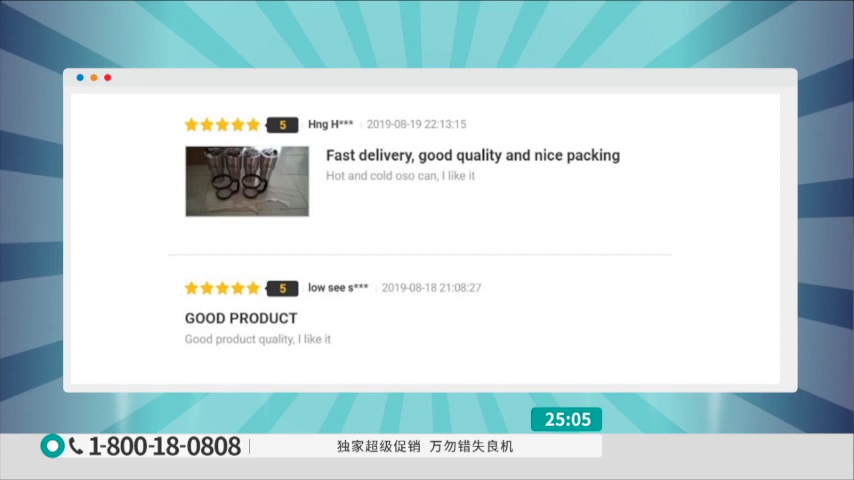 5 Hng H*** 2019-08-19 22:13:15
Fast delivery, good quality and nice packing
Hot and cold oso can, I like it
5 low see s*** 2019-08-18 21:08:27
GOOD PRODUCT
Good product quality, I like it
25:05
1-800-18-0808 独家超级促销 万勿错失良机